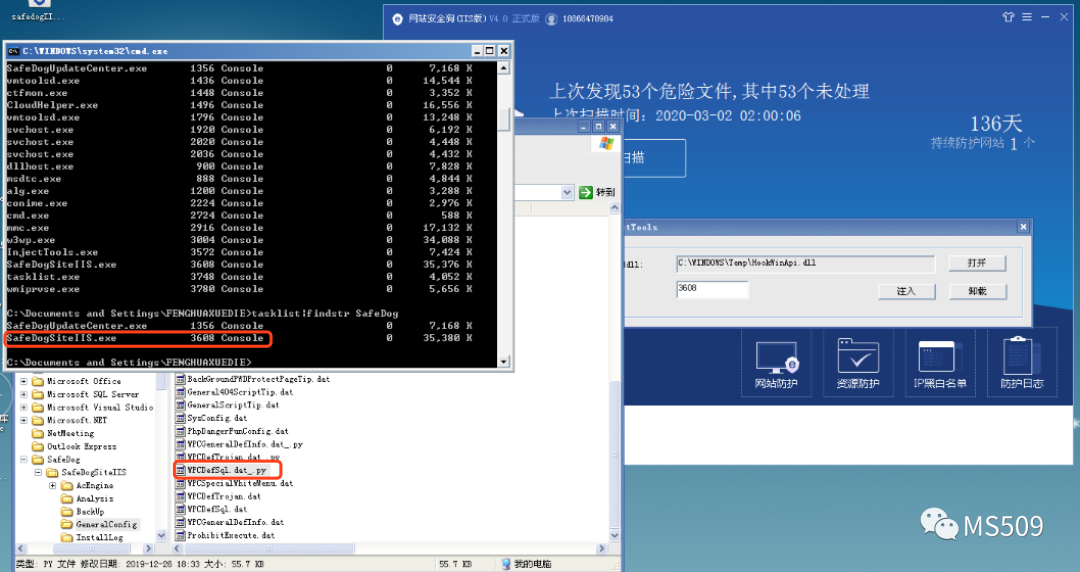 safedogII...
网站安全狗(IIS版) V4.0 正式版
18866478984
C:\WINDOWS\system32\cmd.exe
SafeDogUpdateCenter.exe 1356 Console 0 7,168 K
vmtoolsd.exe 1436 Console 0 14,544 K
ctfmon.exe 1448 Console 0 3,352 K
CloudHelper.exe 1496 Console 0 16,556 K
vmtoolsd.exe 1796 Console 0 13,248 K
svchost.exe 1920 Console 0 6,192 K
svchost.exe 2020 Console 0 4,448 K
svchost.exe 2036 Console 0 4,432 K
dllhost.exe 900 Console 0 7,828 K
msdtc.exe 888 Console 0 4,844 K
alg.exe 1200 Console 0 3,288 K
conime.exe 2224 Console 0 2,976 K
cmd.exe 2724 Console 0 588 K
mmc.exe 2916 Console 0 17,132 K
w3wp.exe 3004 Console 0 34,088 K
InjectTools.exe 3572 Console 0 7,424 K
SafeDogSiteIIS.exe 3608 Console 0 35,376 K
tasklist.exe 3748 Console 0 4,052 K
wmiprvse.exe 3780 Console 0 5,656 K
C:\Documents and Settings\FENGHUAXUEDIE>tasklist|findstr SafeDog
SafeDogUpdateCenter.exe 1356 Console 0 7,168 K
SafeDogSiteIIS.exe 3608 Console 0 35,380 K
C:\Documents and Settings\FENGHUAXUEDIE>
上次发现53个危险文件,其中53个未处理
上次扫描时间: 2020-03-02 02:00:06
136天
持续防护网站 1 个
扫描
转到
ctTools
dll:
C:\WINDOWS\Temp\HookWinApi.dll
打开
3608
注入
卸载
网站防护
资源防护
IP黑白名单
防护日志
Microsoft Office
Microsoft SQL Server
Microsoft Visual Studio
Microsoft.NET
NetMeeting
Outlook Express
SafeDog
SafeDogSiteIIS
AcEngine
Analysis
BackUp
GeneralConfig
InstallLog
BackGroundPWDProtectPageTip.dat
General404ScriptTip.dat
GeneralScriptTip.dat
SysConfig.dat
PhpDangerFunConfig.dat
WPCGeneralDefInfo.dat_.py
WPCDefTrojan.dat_.py
WPCDefSql.dat_.py
WPCSpecialWhiteMenu.dat
WPCDefTrojan.dat
WPCDefSql.dat
WPCGeneralDefInfo.dat
ProhibitExecute.dat
类型: PY 文件 修改日期: 2019-12-26 18:33 大小: 55.7 KB
55.7 KB
我的电脑
MS509